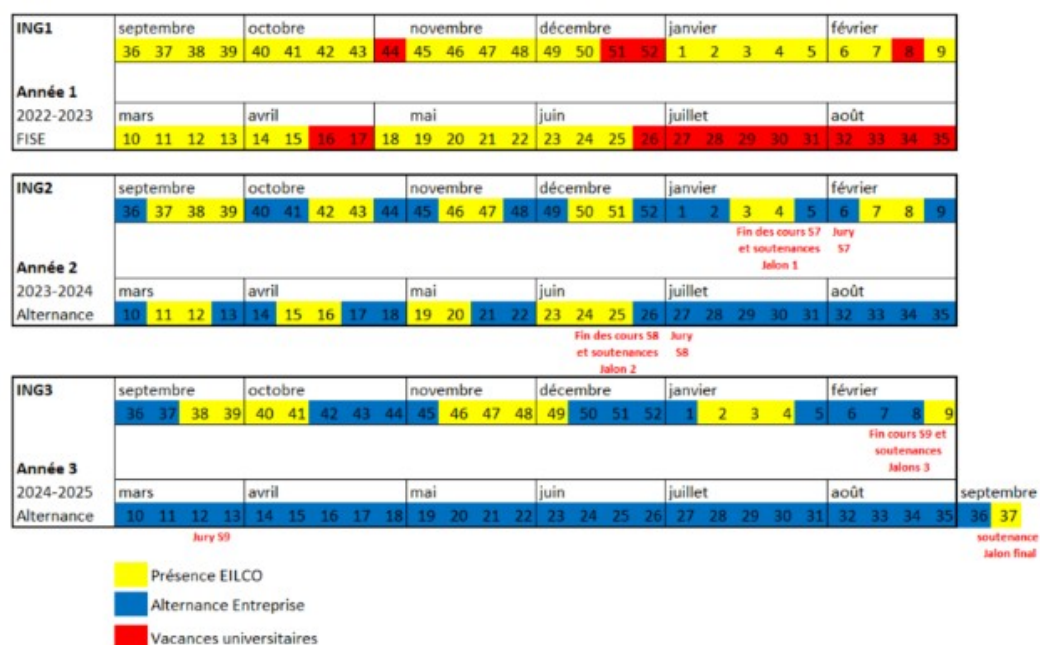 ING1 septembre octobre novembre décembre janvier février
36 37 38 39 40 41 42 43 44 45 46 47 48 49 50 51 52 1 2 3 4 5 6 7 8 9
Année 1
2022-2023 mars avril mai juin juillet août
FISE 10 11 12 13 14 15 16 17 18 19 20 21 22 23 24 25 26 27 28 29 30 31 32 33 34 35
ING2 septembre octobre novembre décembre janvier février
36 37 38 39 40 41 42 43 44 45 46 47 48 49 50 51 52 1 2 3 4 5 6 7 8 9
Fin des cours S7 Jury
et soutenances S7
Année 2 Jalon 1
2023-2024 mars avril mai juin juillet août
Alternance 10 11 12 13 14 15 16 17 18 19 20 21 22 23 24 25 26 27 28 29 30 31 32 33 34 35
Fin des cours S8 Jury
et soutenances S8
Jalon 2
ING3 septembre octobre novembre décembre janvier février
36 37 38 39 40 41 42 43 44 45 46 47 48 49 50 51 52 1 2 3 4 5 6 7 8 9
Fin cours S9 et
soutenances
Année 3 Jalons 3
2024-2025 mars avril mai juin juillet août septembre
Alternance 10 11 12 13 14 15 16 17 18 19 20 21 22 23 24 25 26 27 28 29 30 31 32 33 34 35 36 37
Jury S9 soutenance
Jalon final
Présence EILCO
Alternance Entreprise
Vacances universitaires